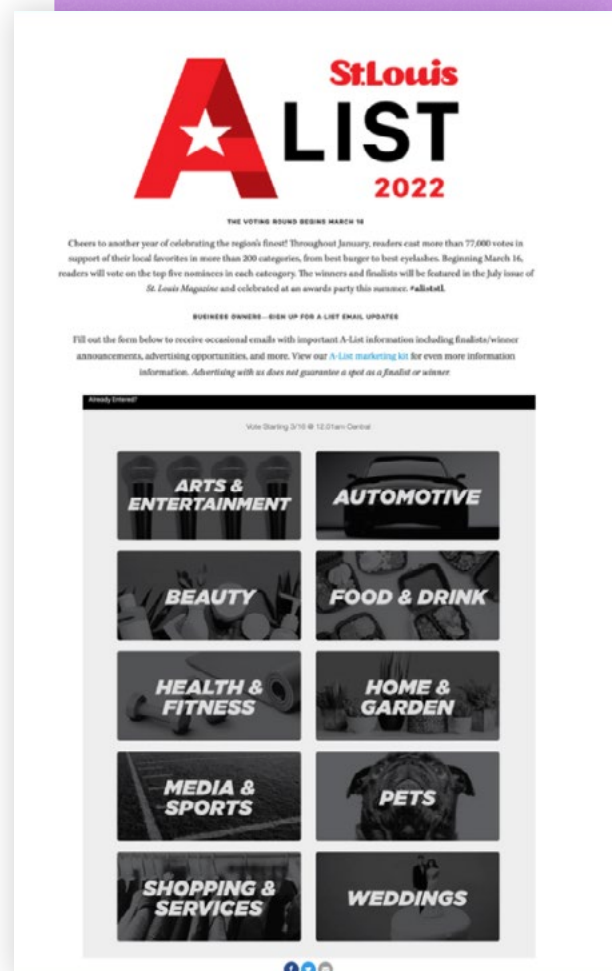 St.Louis
A LIST
2022
THE VOTING ROUND BEGINS MARCH 16
Cheers to another year of celebrating the region's finest! Throughout January, readers cast more than 77,000 votes in
support of their local favorites in more than 200 categories, from best burger to best eyelashes. Beginning March 16,
readers will vote on the top five nominees in each cateogory. The winners and finalists will be featured in the July issue of
St. Louis Magazine and celebrated at an awards party this summer. #aliststl.
BUSINESS OWNERS—SIGN UP FOR A LIST EMAIL UPDATES
Fill out the form below to receive occasional emails with important A-List information including finalists/winner
announcements, advertising opportunities, and more. View our A-List marketing kit for even more information
information. Advertising with us does not guarantee a spot as a finalist or winner.
Already Entered?
Vote Starting 3/16 @ 12:01am Central
ARTS &
ENTERTAINMENT
AUTOMOTIVE
BEAUTY
FOOD & DRINK
HEALTH &
FITNESS
HOME &
GARDEN
MEDIA &
SPORTS
PETS
SHOPPING &
SERVICES
WEDDINGS